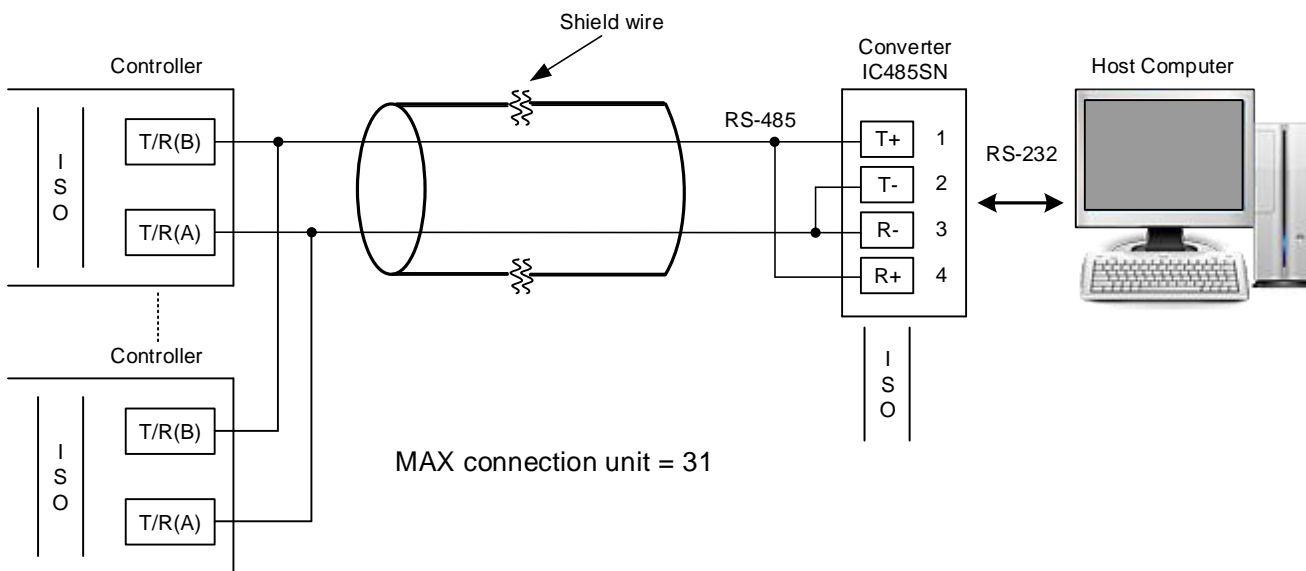 Shield wire
Controller
Converter
IC485SN
Host Computer
I
S
O
T/R(B)
T/R(A)
RS-485
T+ 1
T- 2
R- 3
R+ 4
RS-232
Controller
I
S
O
T/R(B)
T/R(A)
MAX connection unit = 31
I
S
O